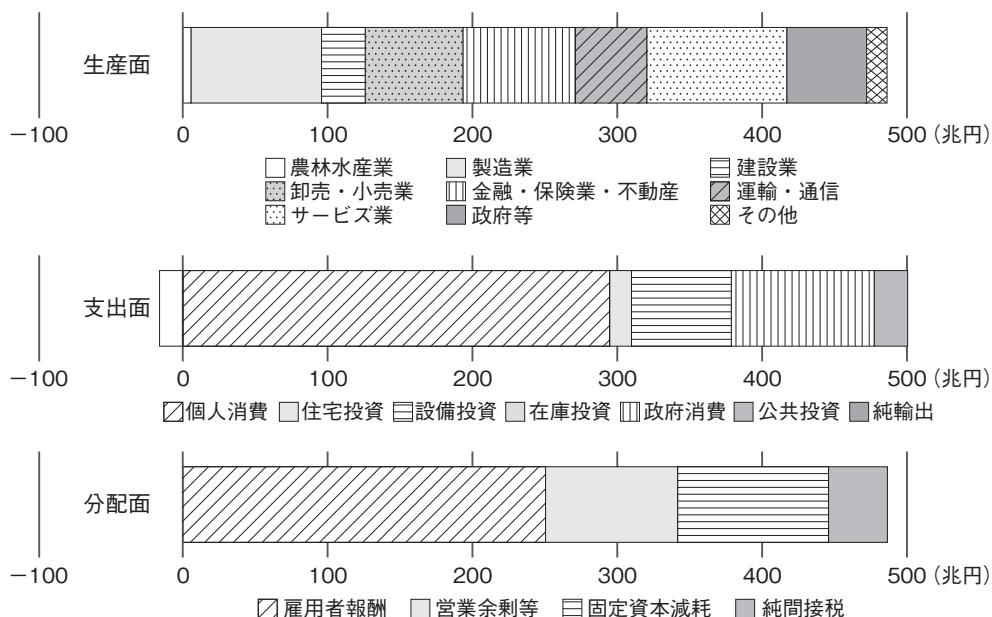 生産面
−100 0 100 200 300 400 500（兆円）
農林水産業 製造業 建設業
卸売・小売業 金融・保険業・不動産 運輸・通信
サービズ業 政府等 その他
支出面
−100 0 100 200 300 400 500（兆円）
個人消費 住宅投資 設備投資 在庫投資 政府消費 公共投資 純輸出
分配面
−100 0 100 200 300 400 500（兆円）
雇用者報酬 営業余剰等 固定資本減耗 純間接税